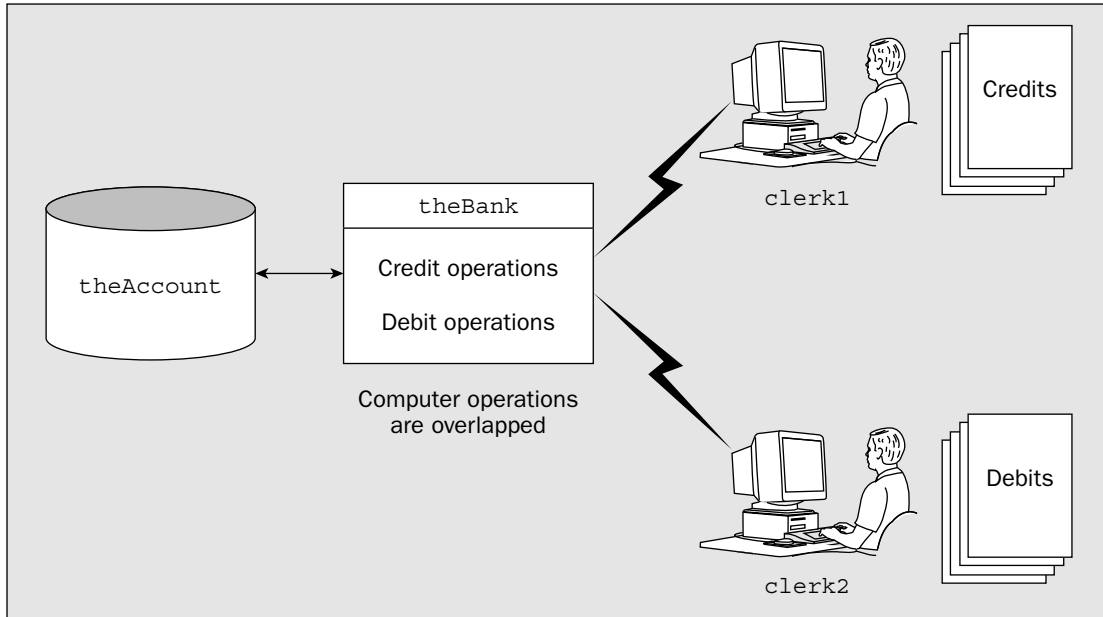 theAccount
theBank
Credit operations
Debit operations
Computer operations
are overlapped
clerk1
Credits
clerk2
Debits